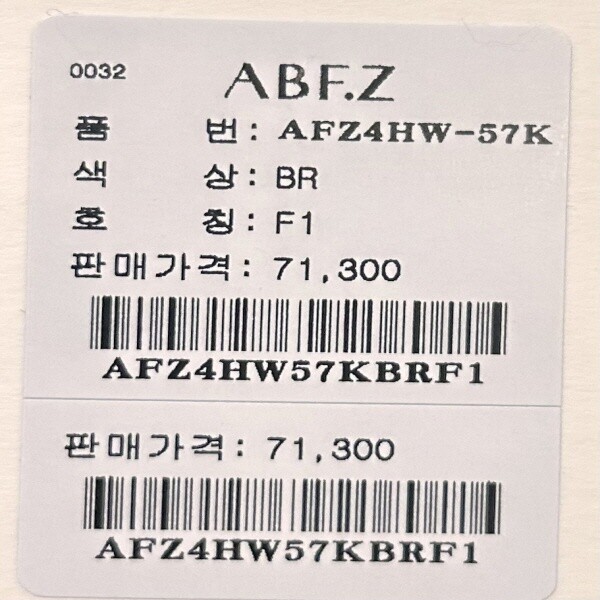 0032 ABF.Z
품 번: AFZ4HW-57K
색 상: BR
호 칭: F1
판매가격: 71,300
AFZ4HW57KBRF1
판매가격: 71,300
AFZ4HW57KBRF1